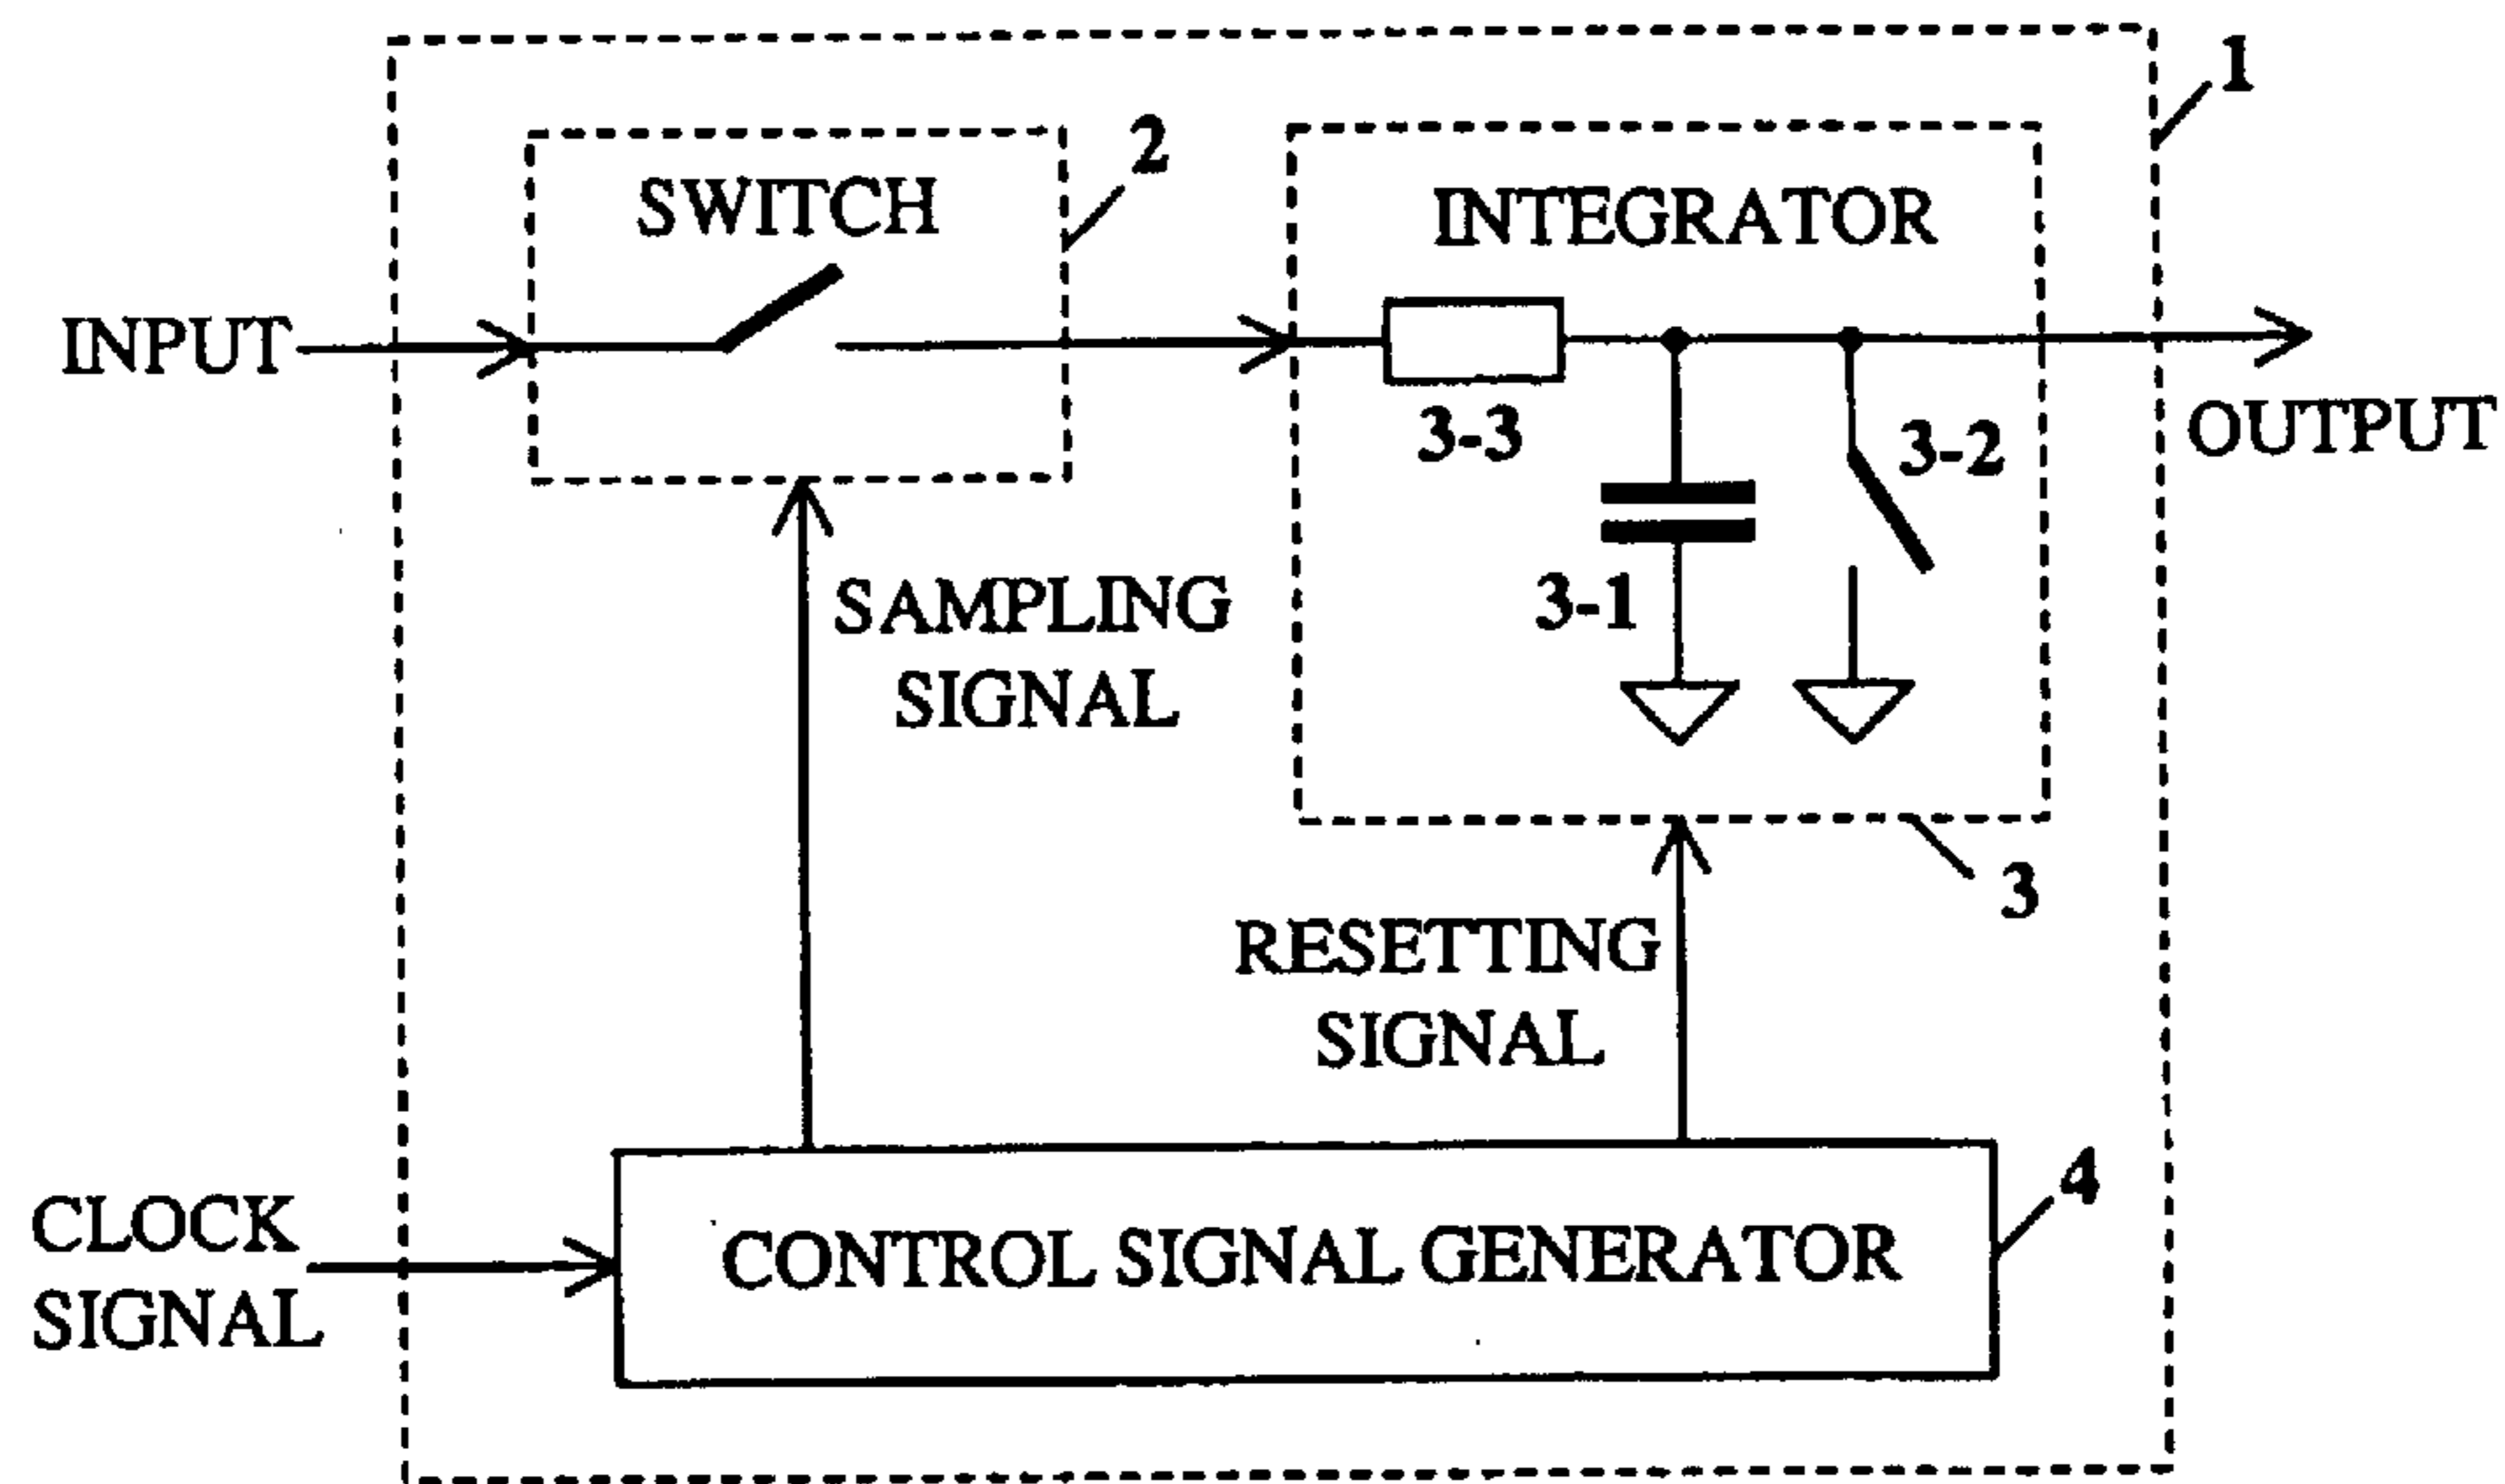 1
2
SWITCH
INTEGRATOR
INPUT
3-3
3-2
OUTPUT
SAMPLING
SIGNAL
3-1
3
RESETTING
SIGNAL
4
CLOCK
SIGNAL
CONTROL SIGNAL GENERATOR